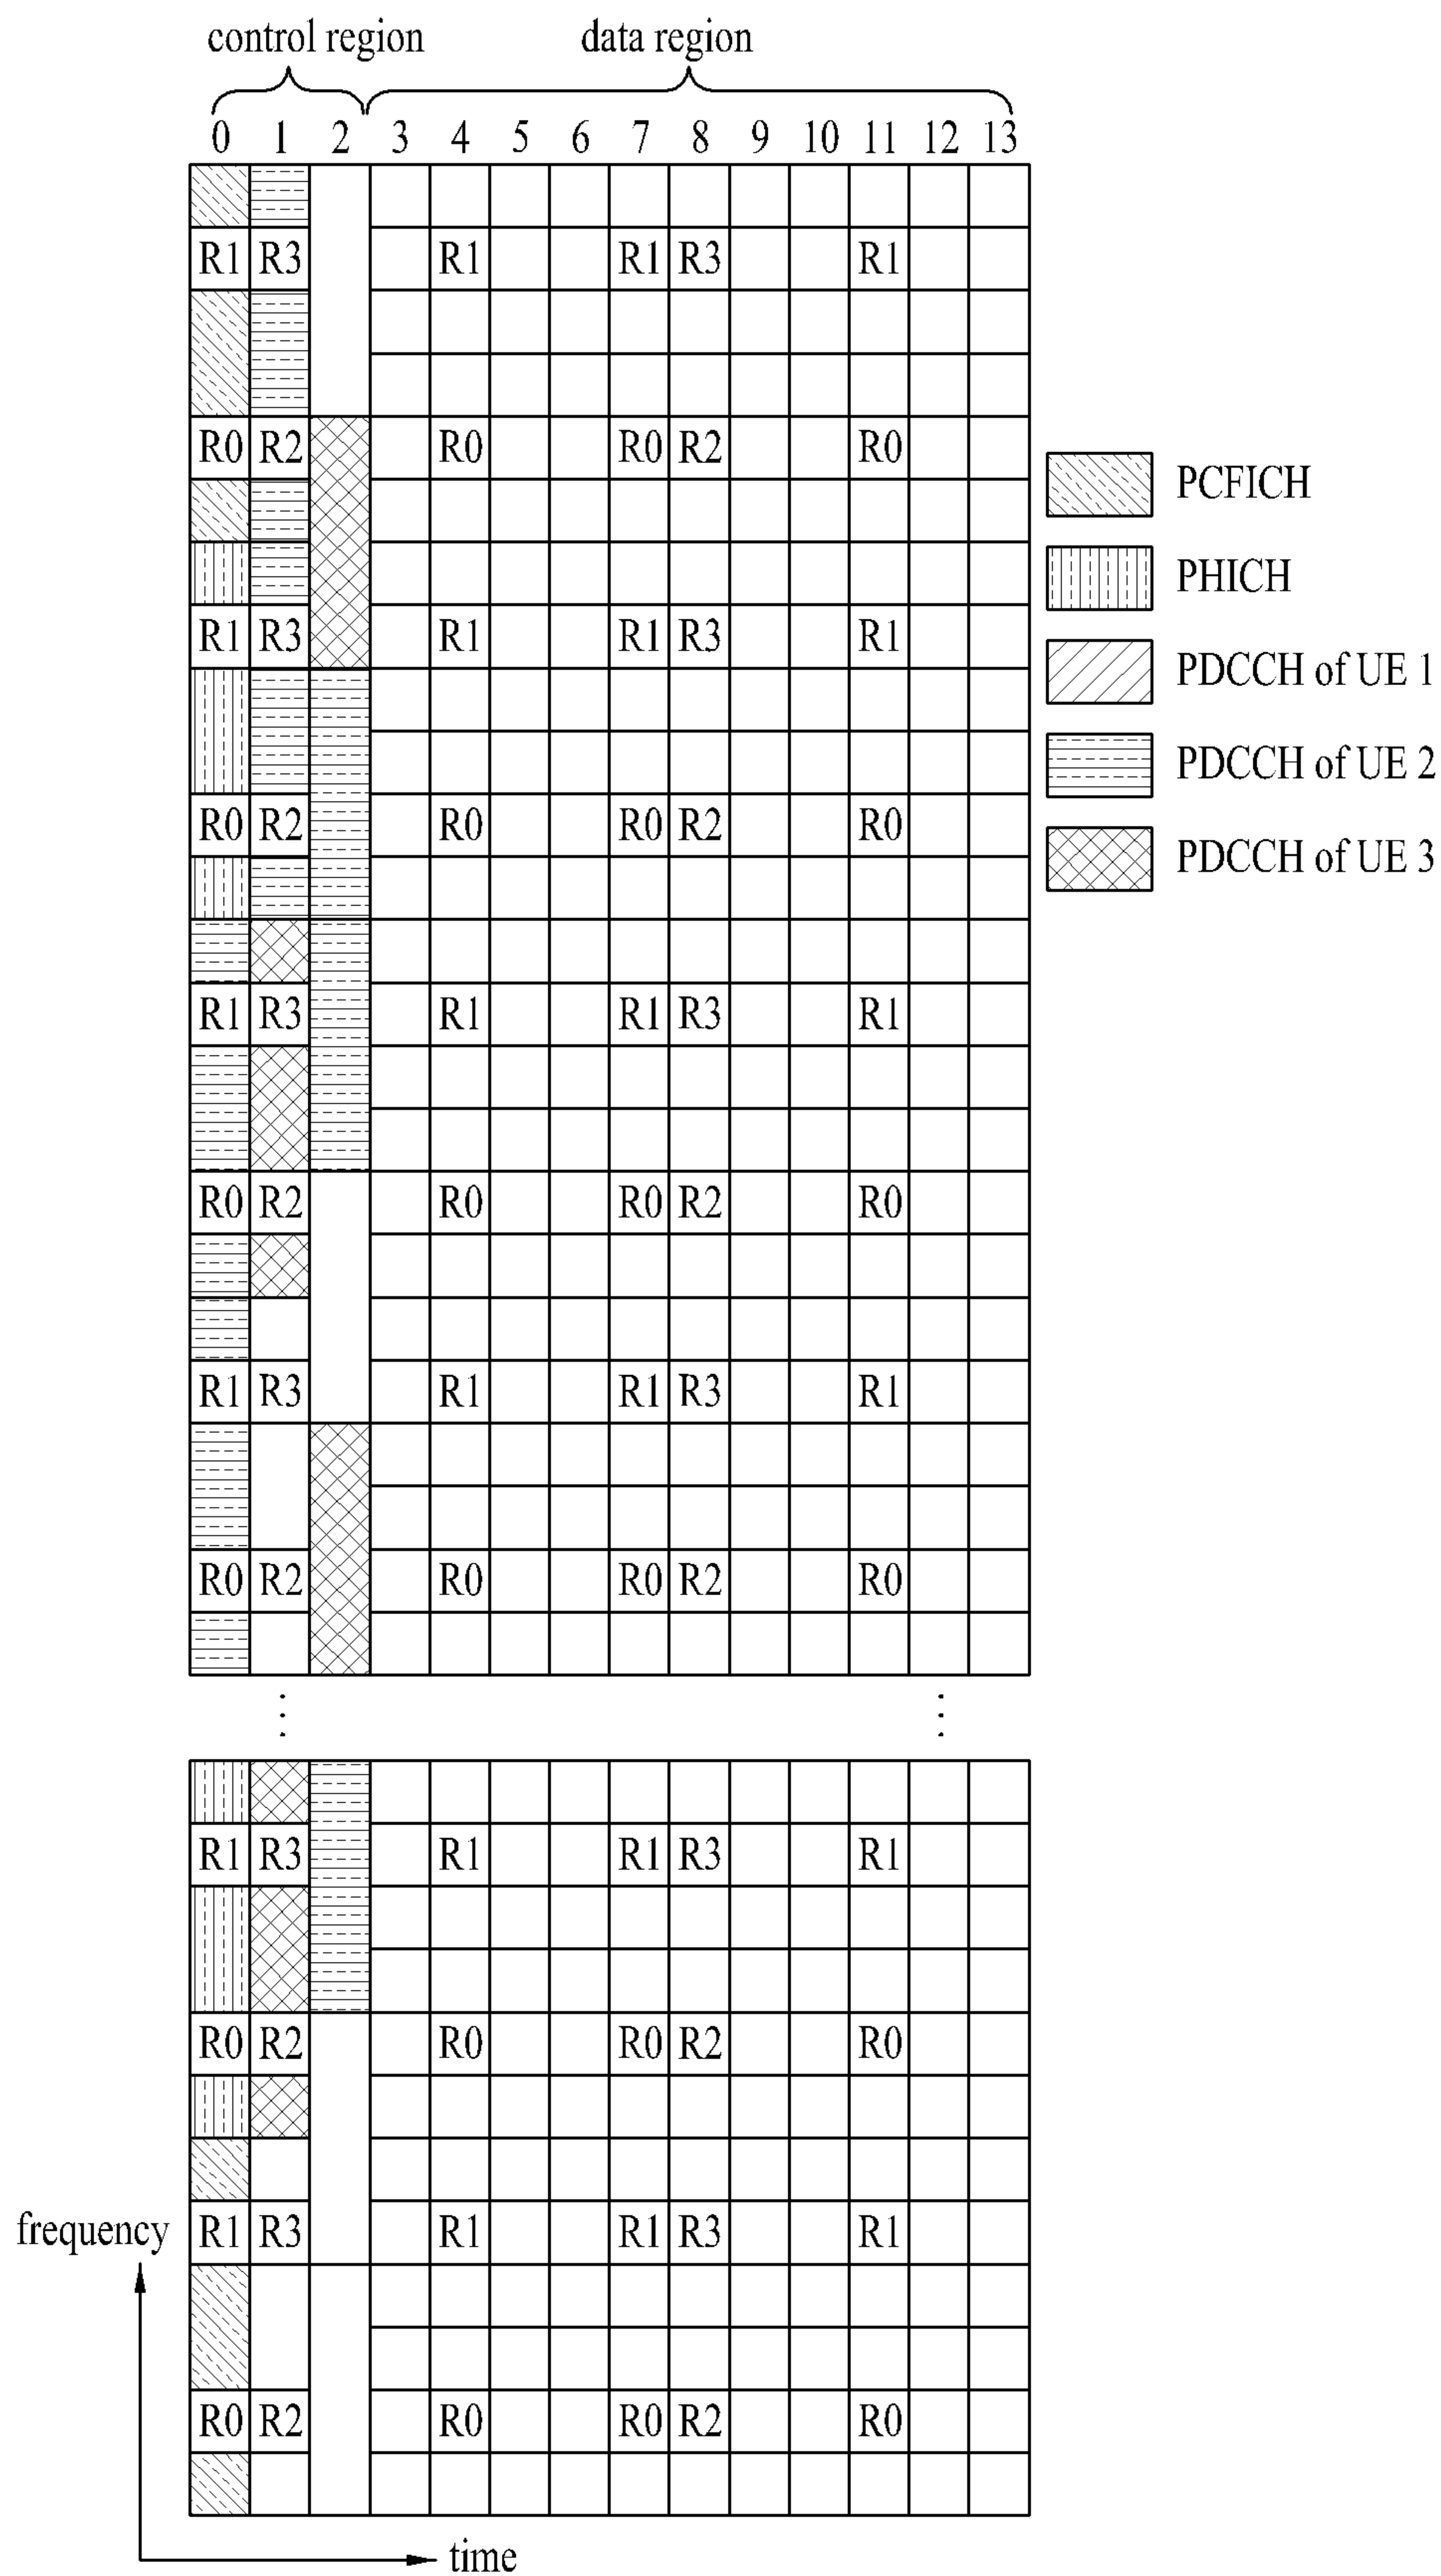 control region data region
0 1 2 3 4 5 6 7 8 9 10 11 12 13
R1 R3 R1 R1 R3 R1
R0 R2 R0 R0 R2 R0
PCFICH
PHICH
R1 R3 R1 R1 R3 R1
PDCCH of UE 1
PDCCH of UE 2
R0 R2 R0 R0 R2 R0
PDCCH of UE 3
R1 R3 R1 R1 R3 R1
R0 R2 R0 R0 R2 R0
R1 R3 R1 R1 R3 R1
R0 R2 R0 R0 R2 R0
R1 R3 R1 R1 R3 R1
R0 R2 R0 R0 R2 R0
frequency R1 R3 R1 R1 R3 R1
R0 R2 R0 R0 R2 R0
time